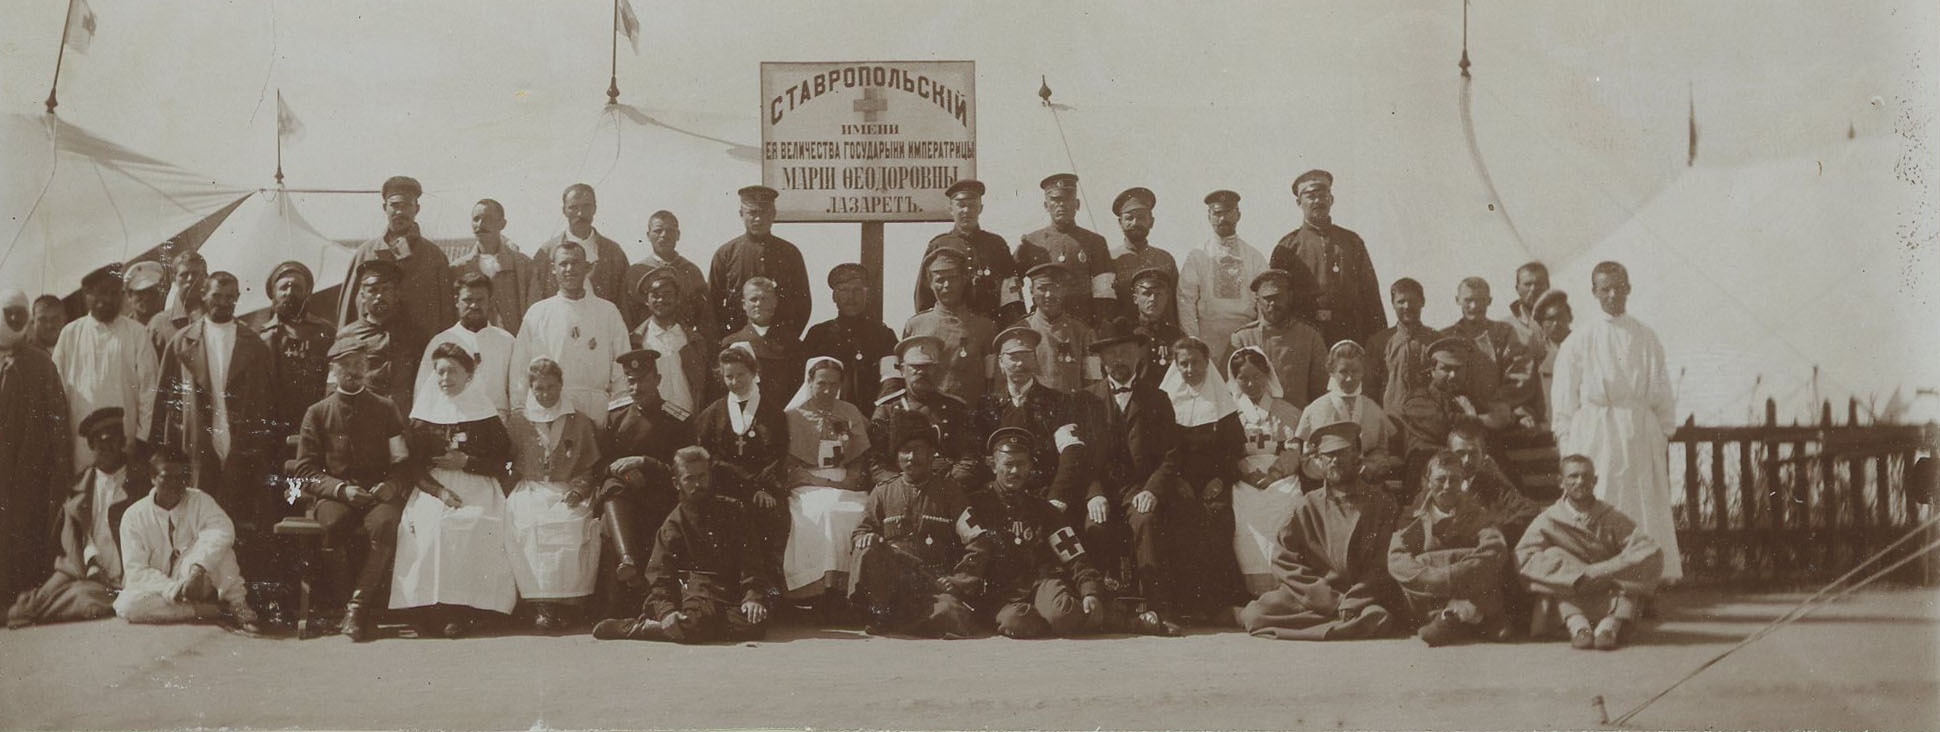 СТАВРОПОЛЬСКІЙ
ИМЕНИ
ЕЯ ВЕЛИЧЕСТВА ГОСУДАРЫНИ ИМПЕРАТРИЦЫ
МАРІИ ѲЕОДОРОВНЫ
ЛАЗАРЕТЪ.